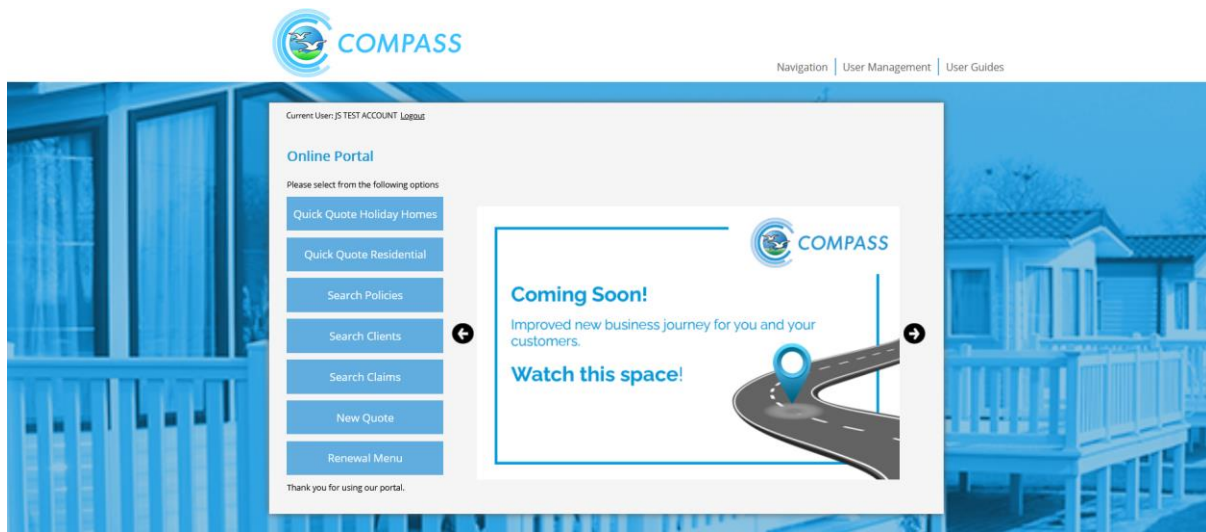 COMPASS
Navigation | User Management | User Guides
Current User: JS TEST ACCOUNT Logout
Online Portal
Please select from the following options
Quick Quote Holiday Homes
Quick Quote Residential
Search Policies
Search Clients
Search Claims
New Quote
Renewal Menu
Thank you for using our portal.
COMPASS
Coming Soon!
Improved new business journey for you and your
customers.
Watch this space!